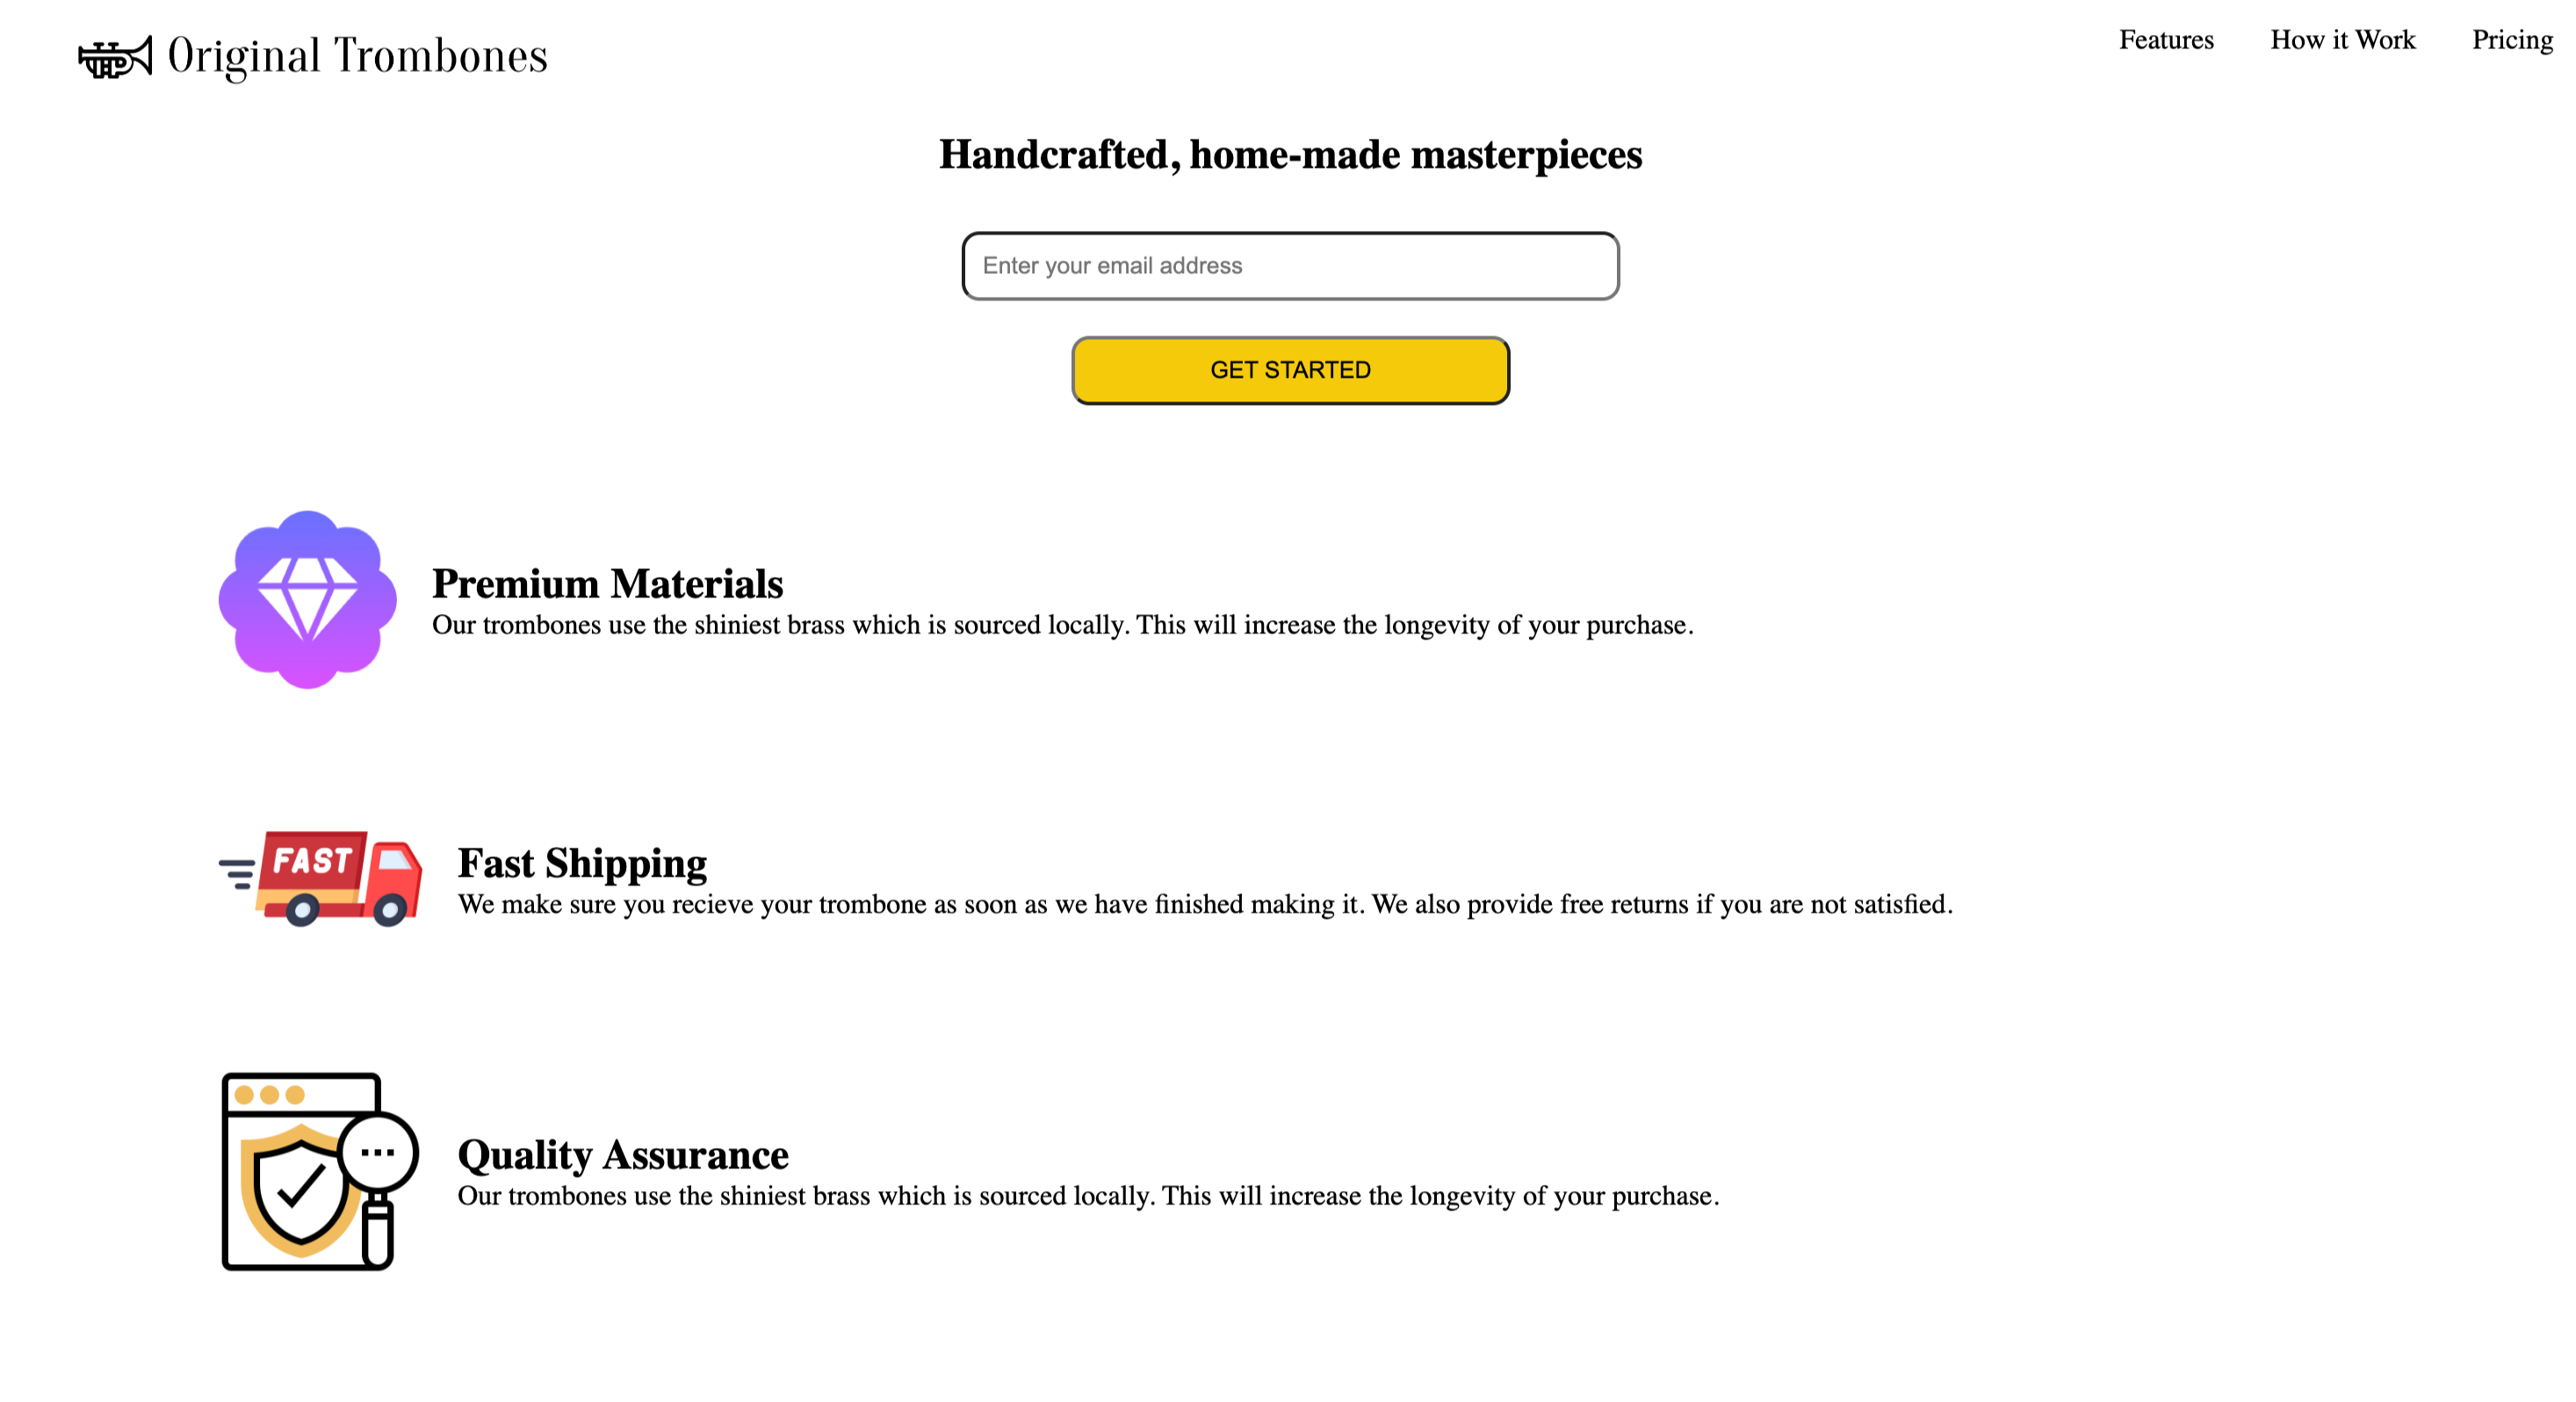 Original Trombones
Features
How it Work
Pricing
Handcrafted, home-made masterpieces
Enter your email address
GET STARTED
Premium Materials
Our trombones use the shiniest brass which is sourced locally. This will increase the longevity of your purchase.
FAST
Fast Shipping
We make sure you recieve your trombone as soon as we have finished making it. We also provide free returns if you are not satisfied.
Quality Assurance
Our trombones use the shiniest brass which is sourced locally. This will increase the longevity of your purchase.